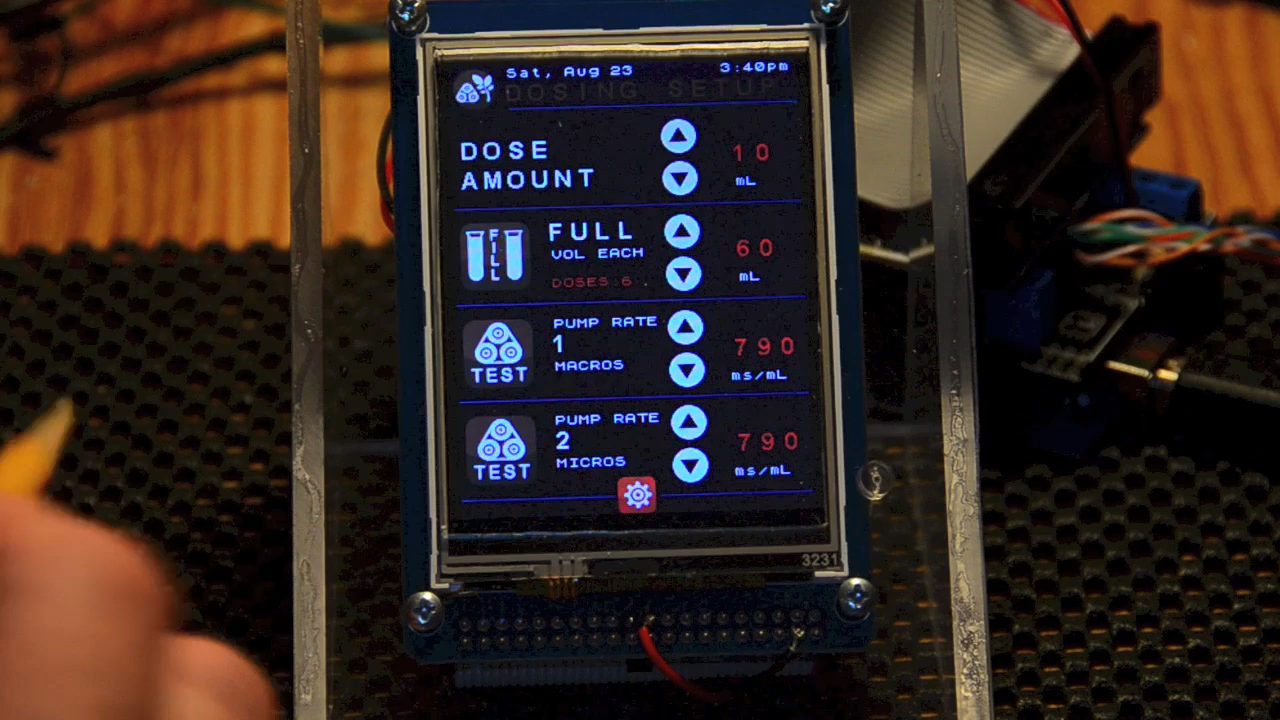 Sat, Aug 23 3:40pm
DOSING SETUP
DOSE
AMOUNT
10
mL
FILL
FULL
VOL EACH
DOSES:6
60
mL
TEST
PUMP RATE
1
MACROS
790
ms/mL
TEST
PUMP RATE
2
MICROS
790
ms/mL
3231